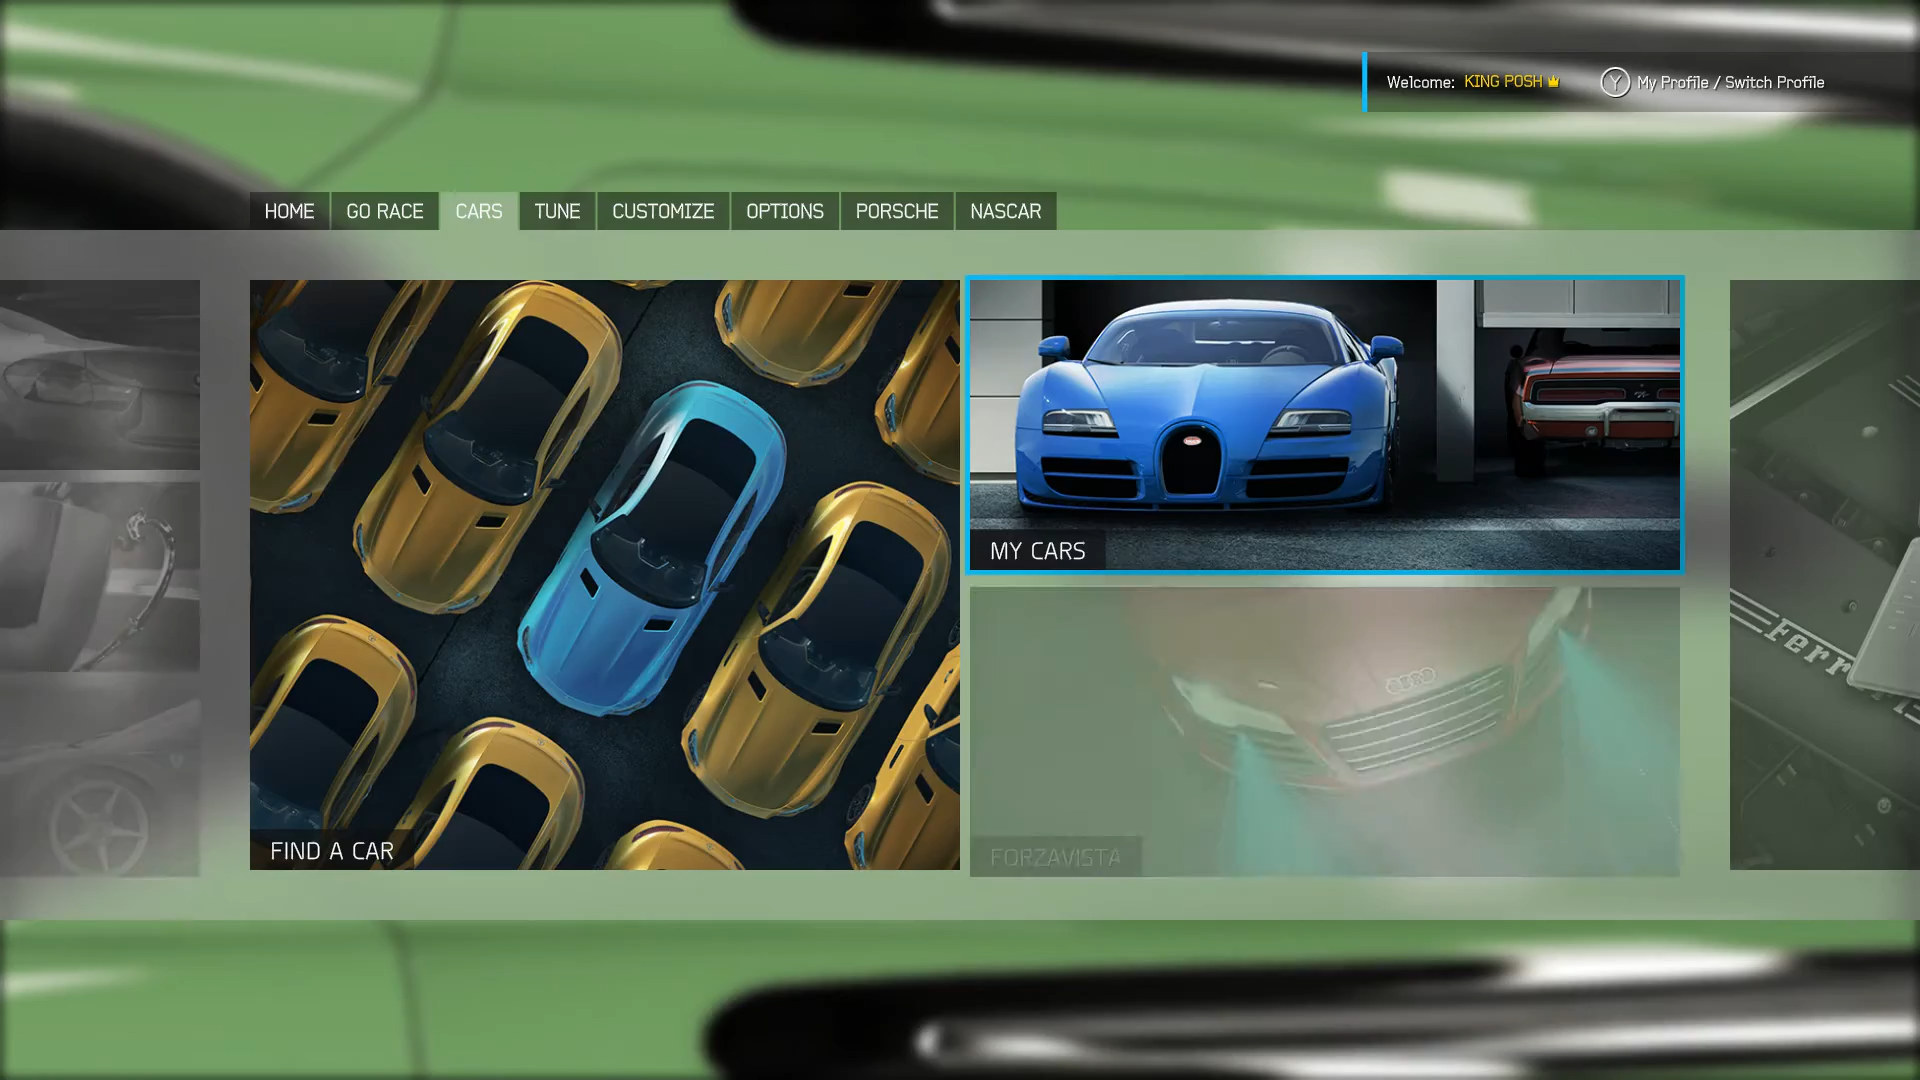 Welcome: KING POSH
Y My Profile / Switch Profile
HOME GO RACE CARS TUNE CUSTOMIZE OPTIONS PORSCHE NASCAR
MY CARS
FIND A CAR
FORZAVISTA
Ferr